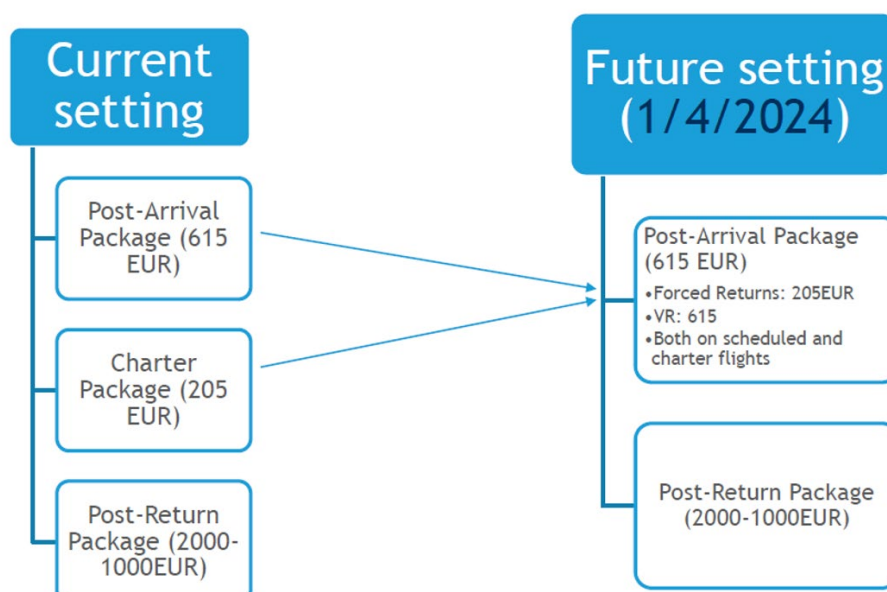 Current
setting
Post-Arrival
Package (615
EUR)
Charter
Package (205
EUR)
Post-Return
Package (2000-
1000EUR)
Future setting
(1/4/2024)
Post-Arrival Package
(615 EUR)
•Forced Returns: 205EUR
•VR: 615
•Both on scheduled and
charter flights
Post-Return Package
(2000-1000EUR)